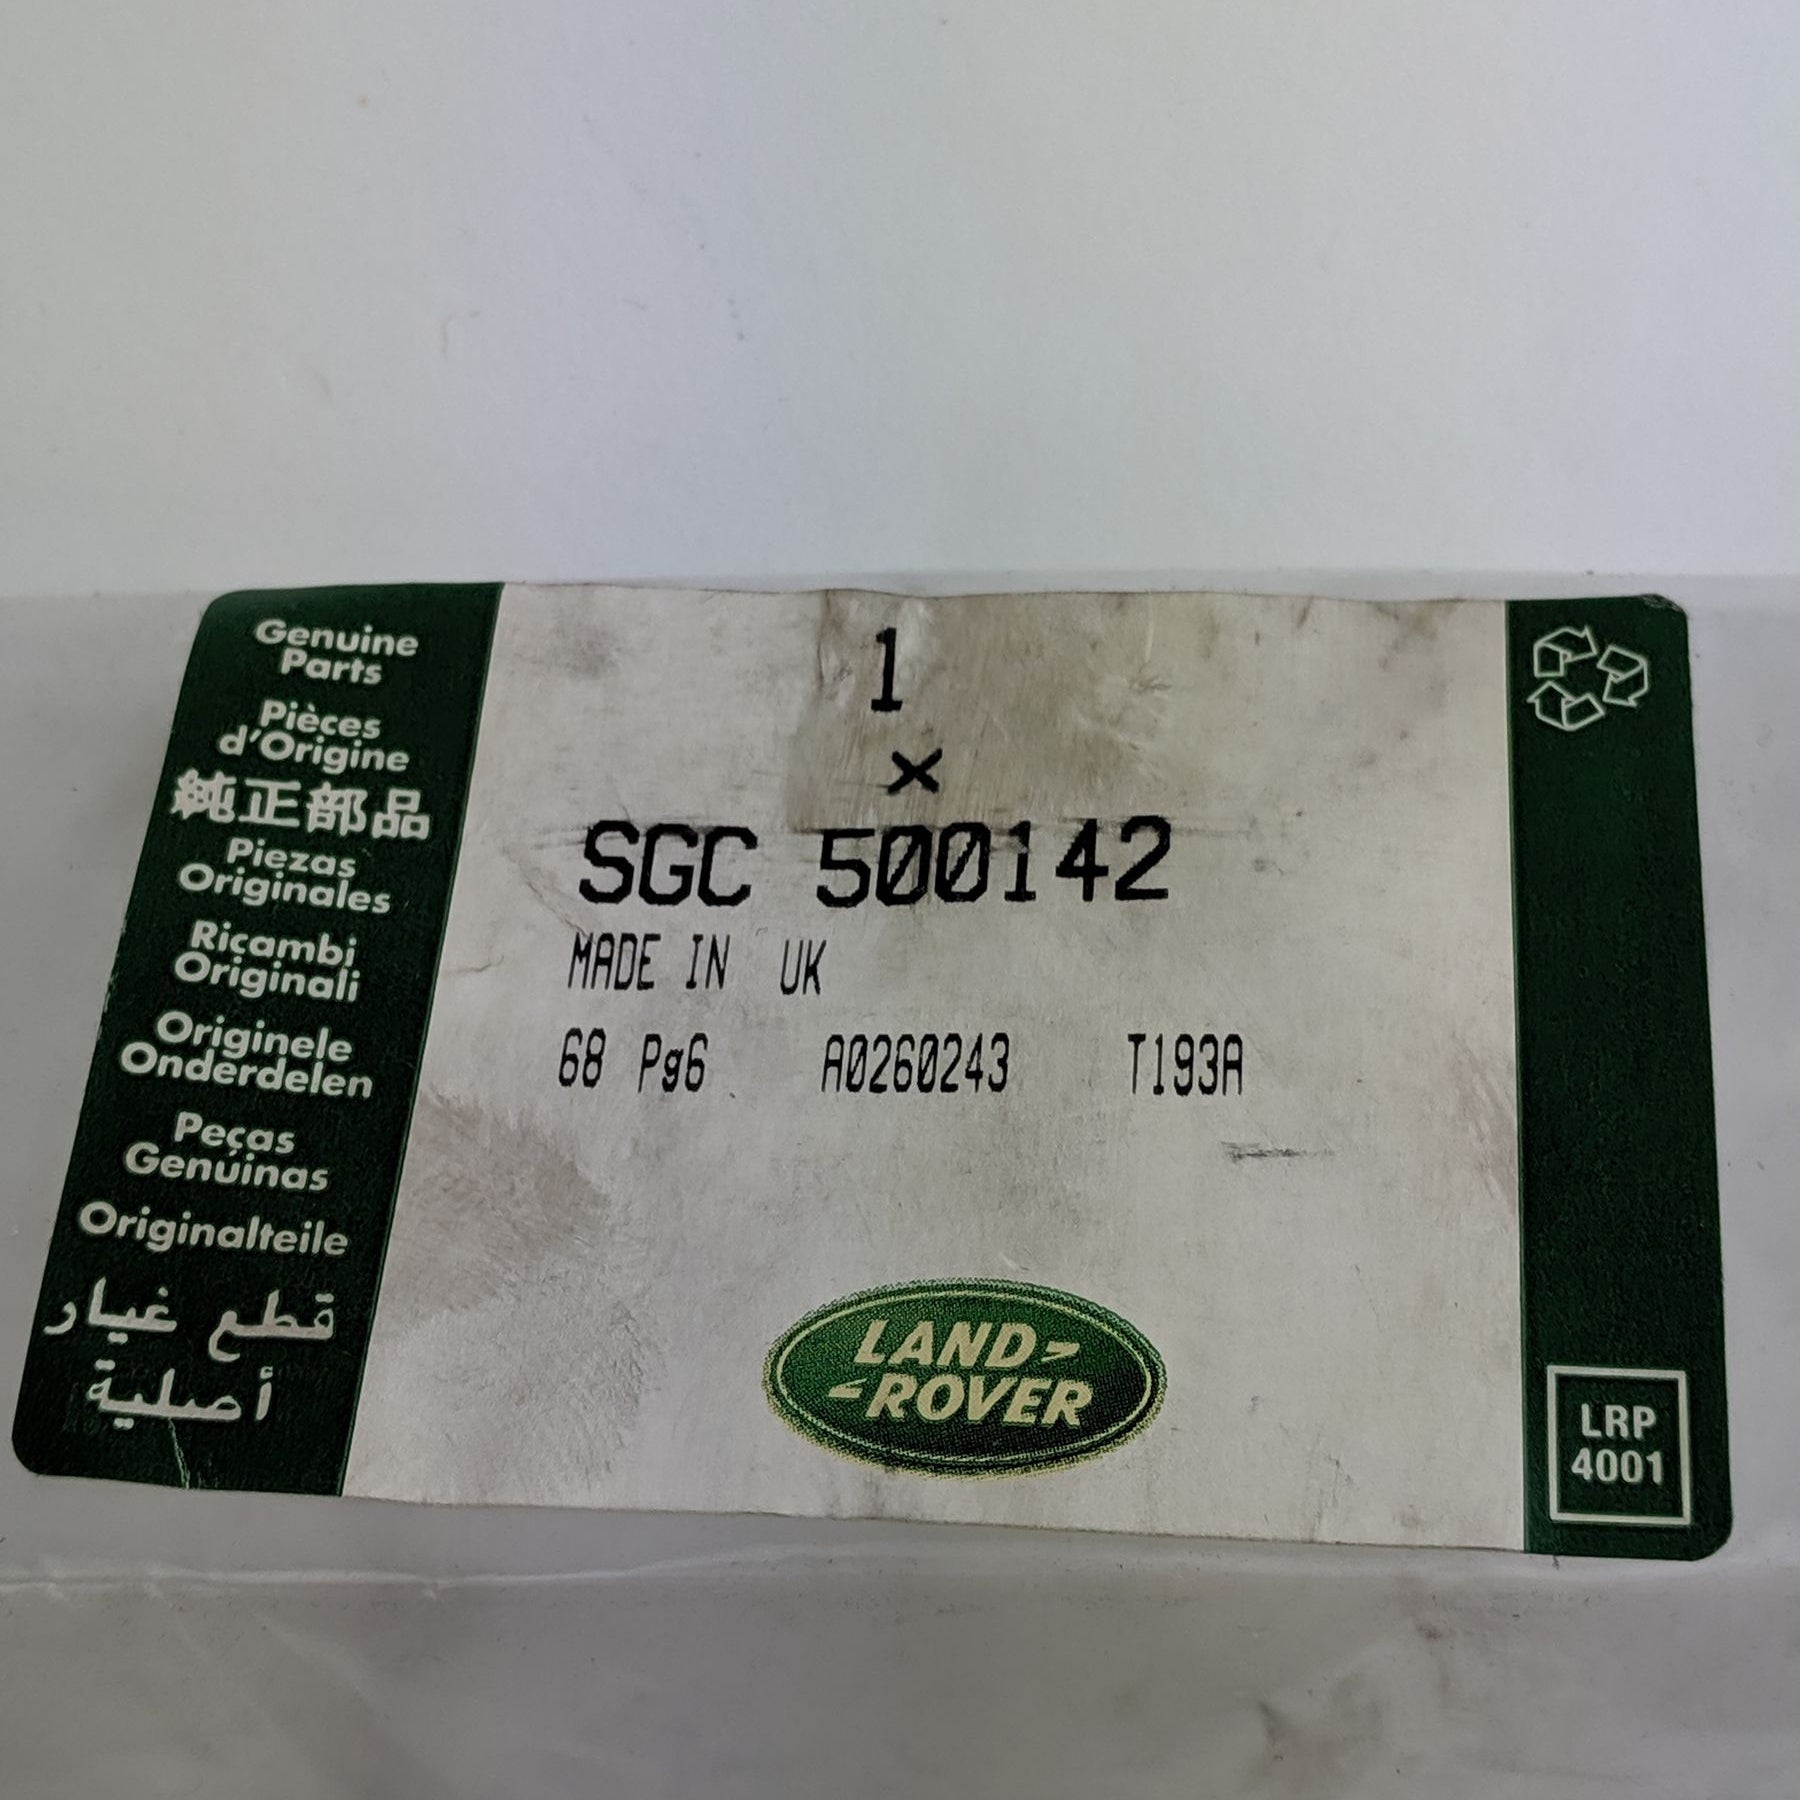 Genuine
Parts
Pièces
d'Origine
純正部品
Piezas
Originales
Ricambi
Originali
Originele
Onderdelen
Peças
Genuinas
Originalteile
قطع غيار
أصلية
1
×
SGC 500142
MADE IN UK
68 Pg6 A0260243 T193A
LAND-
-ROVER
LRP
4001